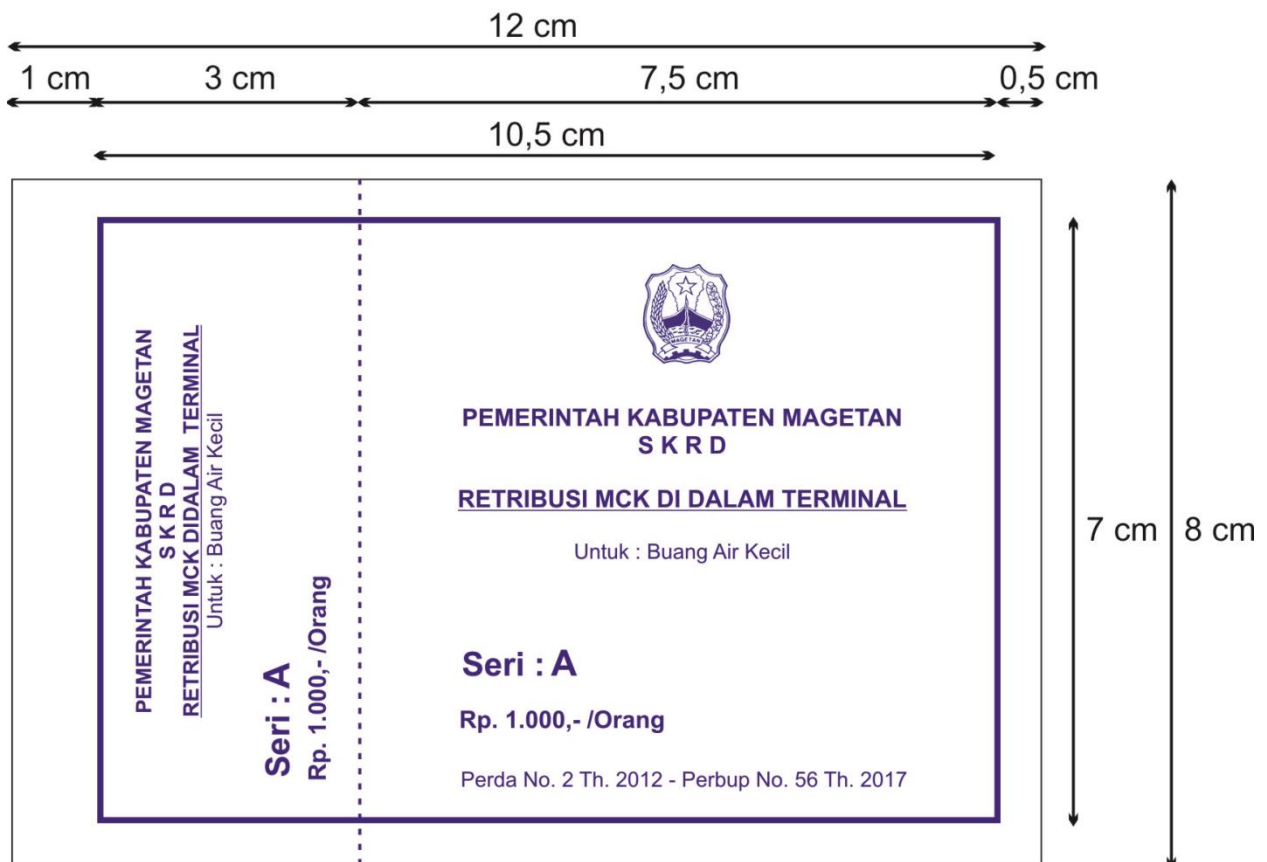 12 cm
1 cm 3 cm 7,5 cm 0,5 cm
10,5 cm
PEMERINTAH KABUPATEN MAGETAN
S K R D
RETRIBUSI MCK DIDALAM TERMINAL
Untuk : Buang Air Kecil
Seri : A
Rp. 1.000,- /Orang
MAGETAN
PEMERINTAH KABUPATEN MAGETAN
S K R D
RETRIBUSI MCK DI DALAM TERMINAL
Untuk : Buang Air Kecil
Seri : A
Rp. 1.000,- /Orang
Perda No. 2 Th. 2012 - Perbup No. 56 Th. 2017
7 cm 8 cm